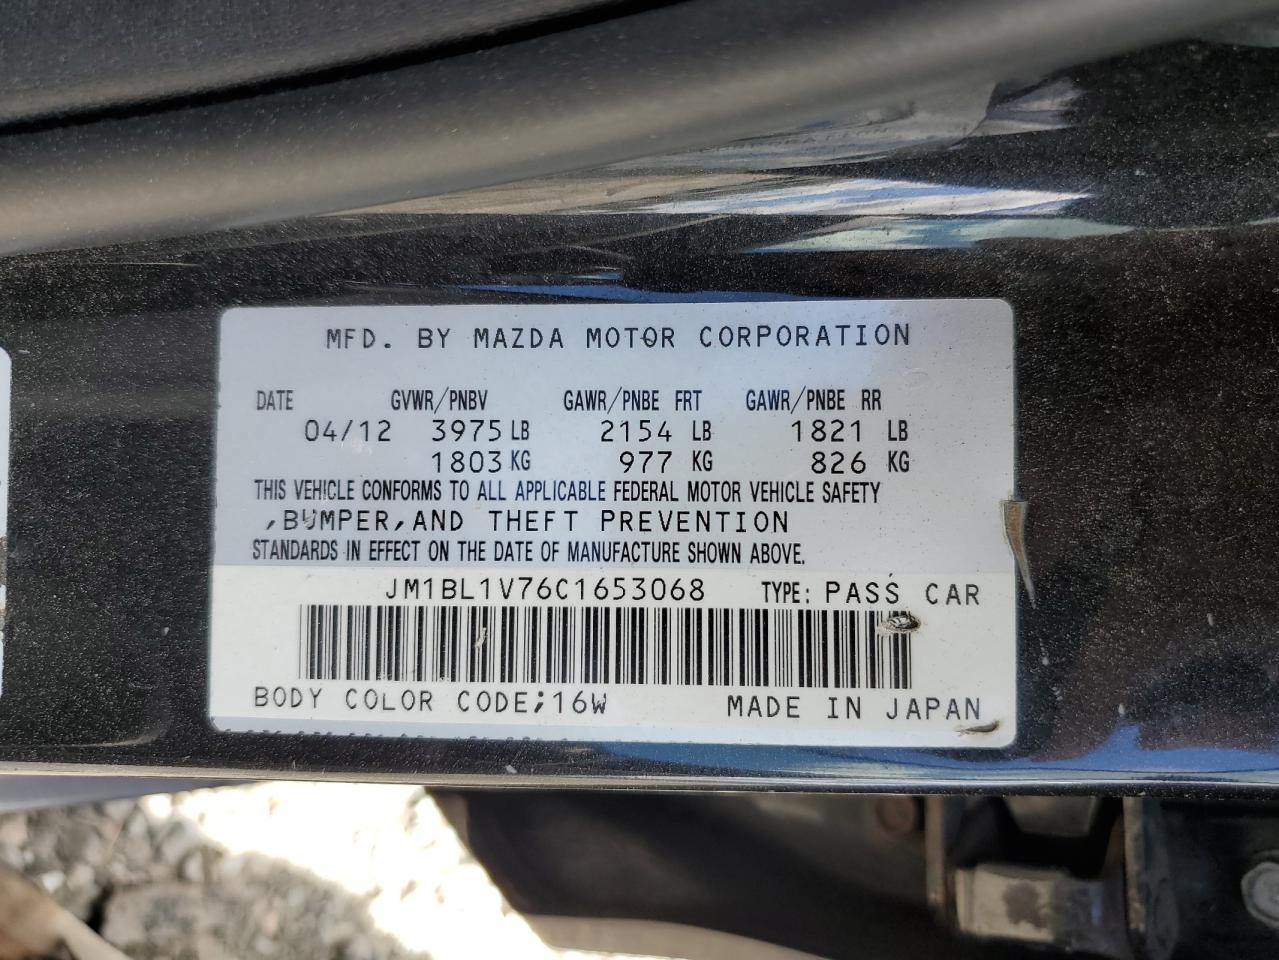 MFD. BY MAZDA MOTOR CORPORATION
DATE GVWR/PNBV GAWR/PNBE FRT GAWR/PNBE RR
04/12 3975 LB 2154 LB 1821 LB
1803 KG 977 KG 826 KG
THIS VEHICLE CONFORMS TO ALL APPLICABLE FEDERAL MOTOR VEHICLE SAFETY
,BUMPER,AND THEFT PREVENTION
STANDARDS IN EFFECT ON THE DATE OF MANUFACTURE SHOWN ABOVE.
JM1BL1V76C1653068 TYPE: PASS CAR
BODY COLOR CODE;16W MADE IN JAPAN